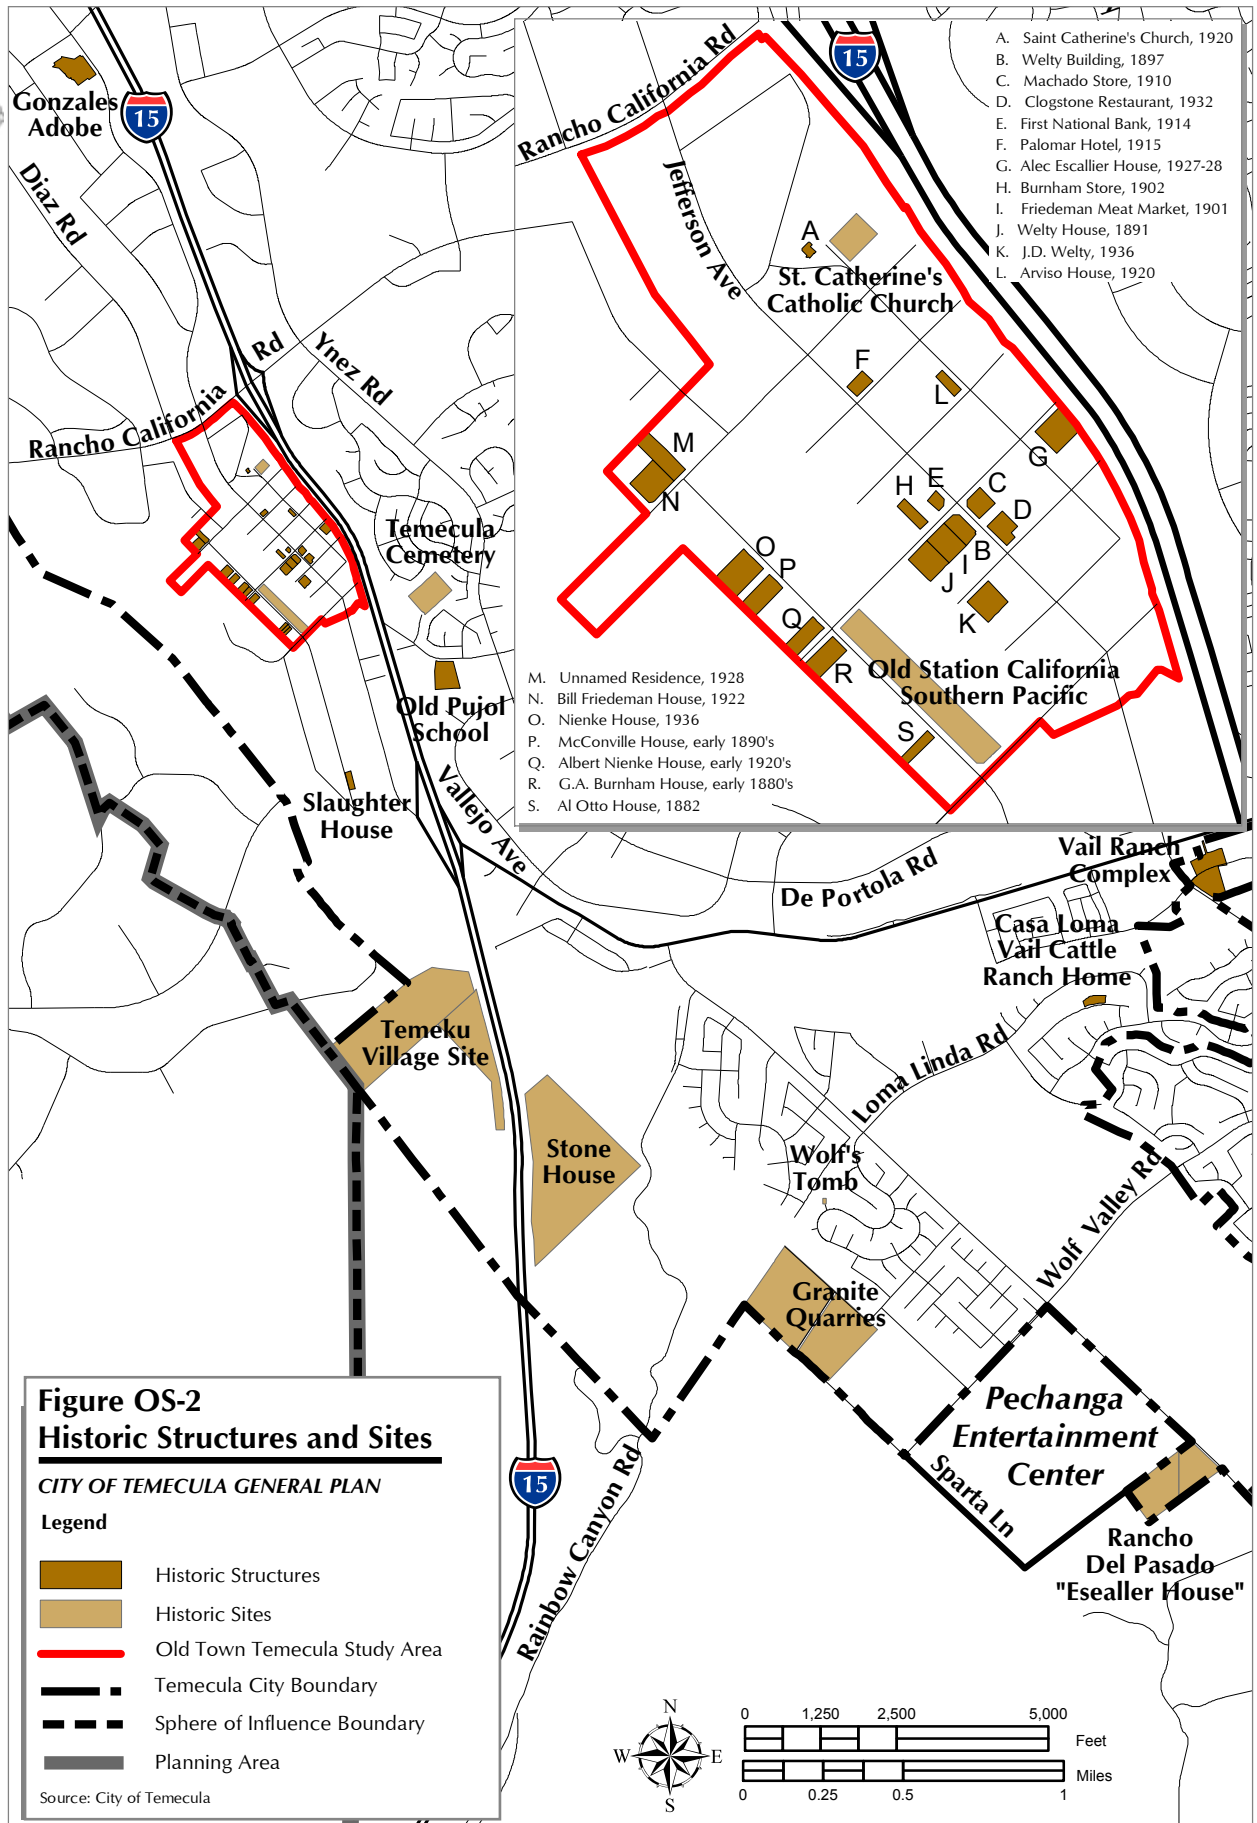 15
A. Saint Catherine's Church, 1920
B. Welty Building, 1897
C. Machado Store, 1910
D. Clogstone Restaurant, 1932
E. First National Bank, 1914
F. Palomar Hotel, 1915
G. Alec Escallier House, 1927-28
H. Burnham Store, 1902
I. Friedeman Meat Market, 1901
J. Welty House, 1891
K. J.D. Welty, 1936
L. Arviso House, 1920
Rancho California Rd
Jefferson Ave
A
St. Catherine's
Catholic Church
F
L
G
M
N
H
E
C
D
B
I
J
K
O
P
Q
R
S
Old Station California
Southern Pacific
M. Unnamed Residence, 1928
N. Bill Friedeman House, 1922
O. Nienke House, 1936
P. McConville House, early 1890's
Q. Albert Nienke House, early 1920's
R. G.A. Burnham House, early 1880's
S. Al Otto House, 1882
Gonzales
Adobe
15
Diaz Rd
Rancho California Rd
Ynez Rd
Temecula
Cemetery
Old Pujol
School
Slaughter
House
Vallejo Ave
De Portola Rd
Vail Ranch
Complex
Casa Loma
Vail Cattle
Ranch Home
Temeku
Village Site
Loma Linda Rd
Stone
House
Wolf's
Tomb
Wolf Valley Rd
Granite
Quarries
Pechanga
Entertainment
Center
Sparta Ln
Rancho
Del Pasado
"Esealler House"
15
Rainbow Canyon Rd
Figure OS-2
Historic Structures and Sites
CITY OF TEMECULA GENERAL PLAN
Legend
Historic Structures
Historic Sites
Old Town Temecula Study Area
Temecula City Boundary
Sphere of Influence Boundary
Planning Area
Source: City of Temecula
N
W E
S
0 1,250 2,500 5,000
Feet
Miles
0 0.25 0.5 1